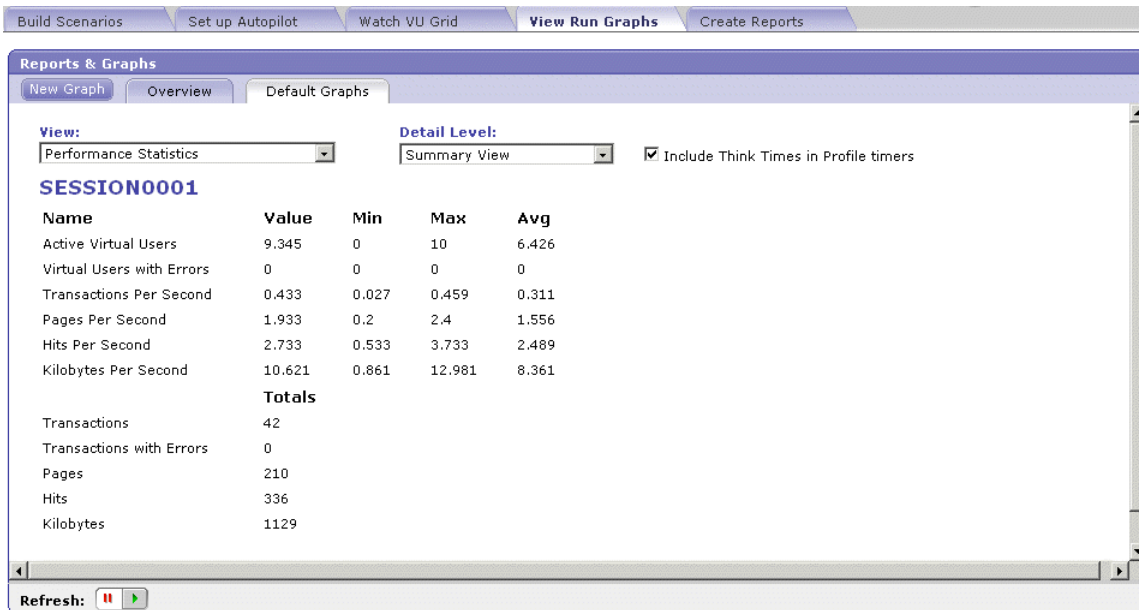 Build Scenarios Set up Autopilot Watch VU Grid View Run Graphs Create Reports
Reports & Graphs
New Graph Overview Default Graphs
View: Detail Level:
Performance Statistics Summary View Include Think Times in Profile timers
SESSION0001
Name Value Min Max Avg
Active Virtual Users 9.345 0 10 6.426
Virtual Users with Errors 0 0 0 0
Transactions Per Second 0.433 0.027 0.459 0.311
Pages Per Second 1.933 0.2 2.4 1.556
Hits Per Second 2.733 0.533 3.733 2.489
Kilobytes Per Second 10.621 0.861 12.981 8.361
Totals
Transactions 42
Transactions with Errors 0
Pages 210
Hits 336
Kilobytes 1129
Refresh: